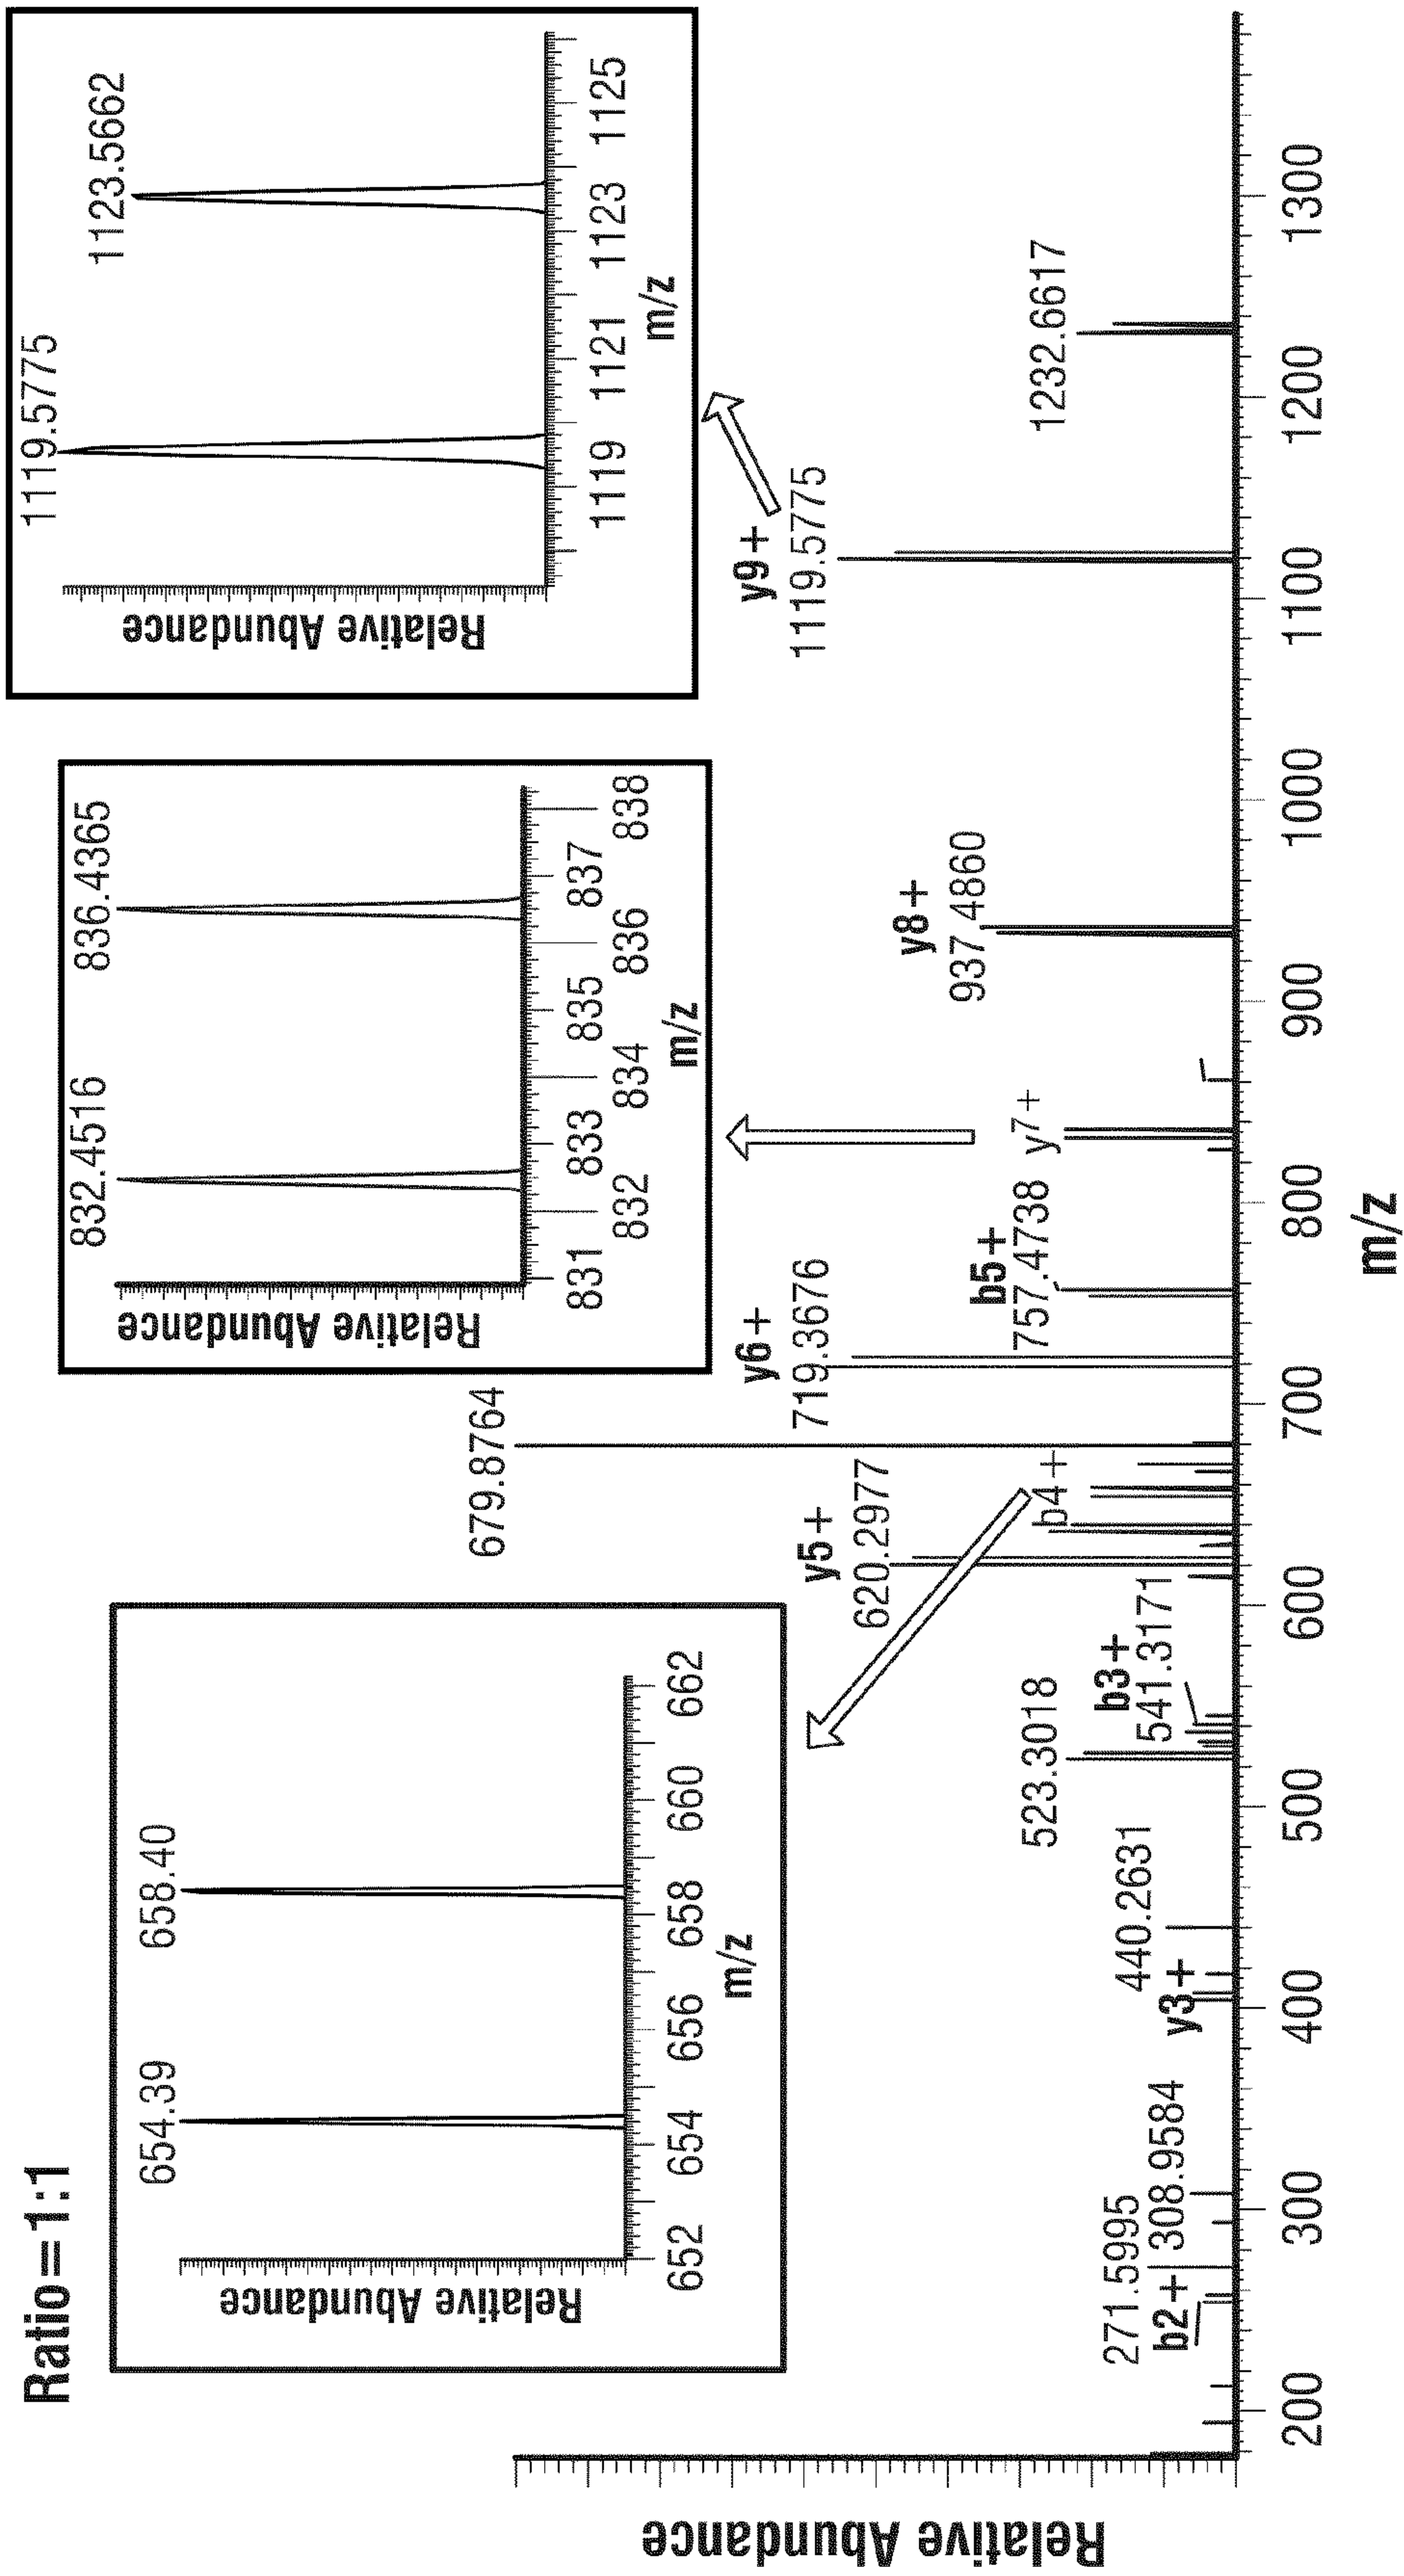 Ratio=1:1
Relative Abundance
654.39
658.40
652 654 656 658 660 662
m/z
Relative Abundance
832.4516
836.4365
831 833 835 837
832 834 836 838
m/z
Relative Abundance
1119.5775
1123.5662
1119 1121 1123 1125
m/z
Relative Abundance
271.5995
b2+
308.9584
y3+
440.2631
523.3018
b3+
541.3171
y5+
620.2977
b4+
679.8764
y6+
719.3676
b5+
757.4738
y7+
y8+
937.4860
y9+
1119.5775
1232.6617
200 300 400 500 600 700 800 900 1000 1100 1200 1300
m/z